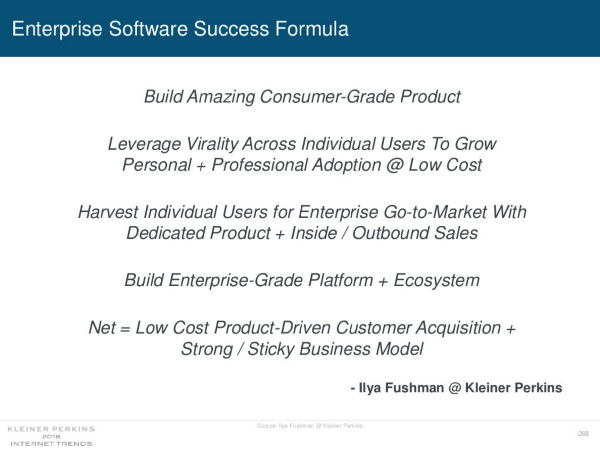 Enterprise Software Success Formula
Build Amazing Consumer-Grade Product
Leverage Virality Across Individual Users To Grow
Personal + Professional Adoption @ Low Cost
Harvest Individual Users for Enterprise Go-to-Market With
Dedicated Product + Inside / Outbound Sales
Build Enterprise-Grade Platform + Ecosystem
Net = Low Cost Product-Driven Customer Acquisition +
Strong / Sticky Business Model
- Ilya Fushman @ Kleiner Perkins
KLEINER PERKINS
2018
INTERNET TRENDS
Source: Ilya Fushman @ Kleiner Perkins.
268